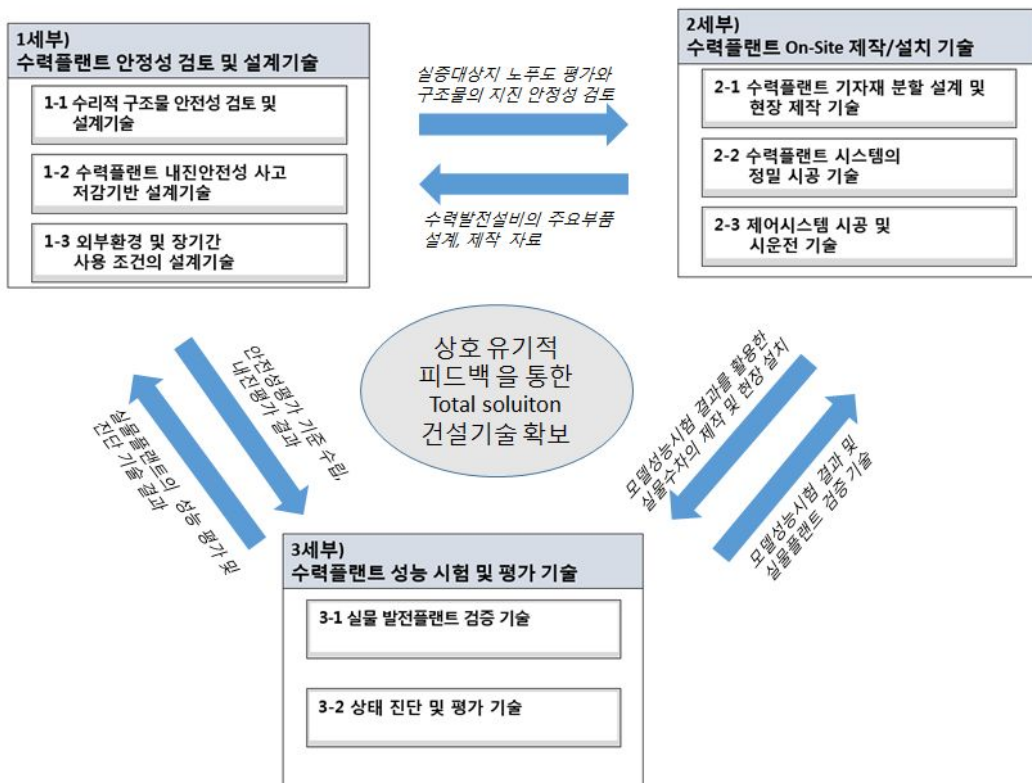 1세부)
수력플랜트 안정성 검토 및 설계기술
1-1 수리적 구조물 안전성 검토 및
설계기술
1-2 수력플랜트 내진안전성 사고
저감기반 설계기술
1-3 외부환경 및 장기간
사용 조건의 설계기술
실증대상지 노푸도 평가와
구조물의 지진 안정성 검토
수력발전설비의 주요부품
설계, 제작 자료
2세부)
수력플랜트 On-Site 제작/설치 기술
2-1 수력플랜트 기자재 분할 설계 및
현장 제작 기술
2-2 수력플랜트 시스템의
정밀 시공 기술
2-3 제어시스템 시공 및
시운전 기술
안전성평가 기준 수립,
내진평가 결과
실물플랜트의 성능 평가 및
진단 기술 결과
상호 유기적
피드백 을 통한
Total soluiton
건설기술 확보
모델성능시험 결과를 활용한
실물수차의 제작 및 현장 설치
모델성능시험 결과 및
실물플랜트 검증 기술
3세부)
수력플랜트 성능 시험 및 평가 기술
3-1 실물 발전플랜트 검증 기술
3-2 상태 진단 및 평가 기술